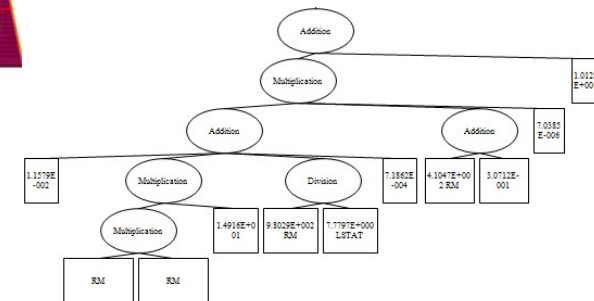 Addition
Multiplication
1.012
E+00
Addition
Addition
7.0385
E-006
1.1579E
-002
Multiplication
Division
7.1862E
-004
4.1047E+00
2 RM
3.0712E-
001
Multiplication
1.4916E+0
01
9.8029E+002
RM
7.7797E+000
LSTAT
RM
RM